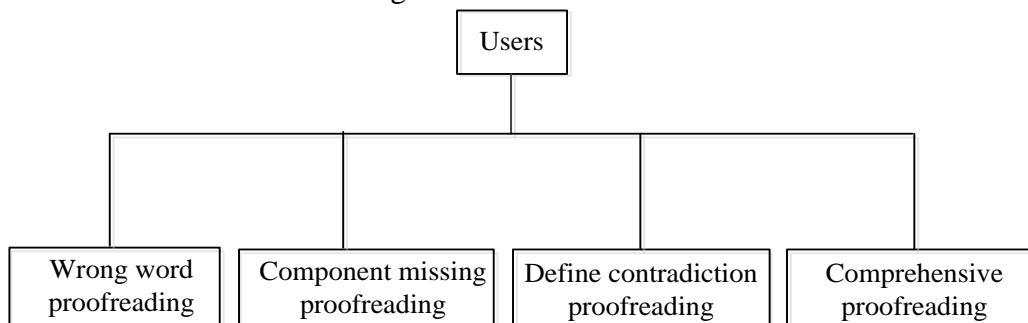 Users
Wrong word
proofreading
Component missing
proofreading
Define contradiction
proofreading
Comprehensive
proofreading